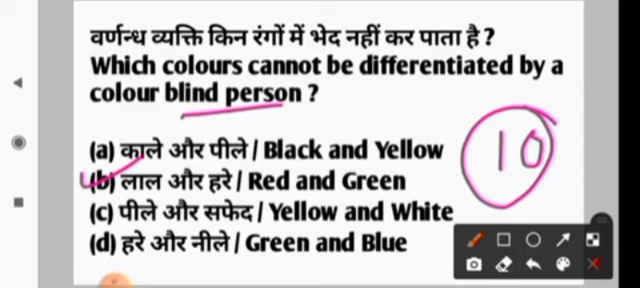 वर्णन्ध व्यक्ति किन रंगों में भेद नहीं कर पाता है ?
Which colours cannot be differentiated by a
colour blind person ?
(a) काले और पीले / Black and Yellow
(b) लाल और हरे / Red and Green
(c) पीले और सफेद / Yellow and White
(d) हरे और नीले / Green and Blue
10